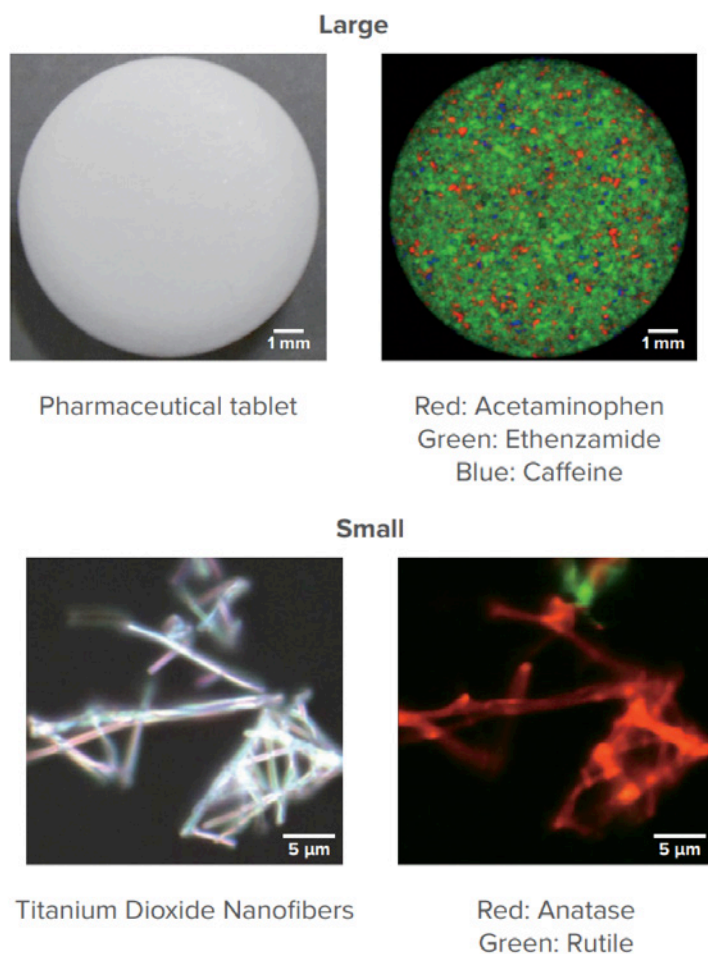 Large
1 mm
1 mm
Pharmaceutical tablet
Red: Acetaminophen
Green: Ethenzamide
Blue: Caffeine
Small
5 µm
5 µm
Titanium Dioxide Nanofibers
Red: Anatase
Green: Rutile